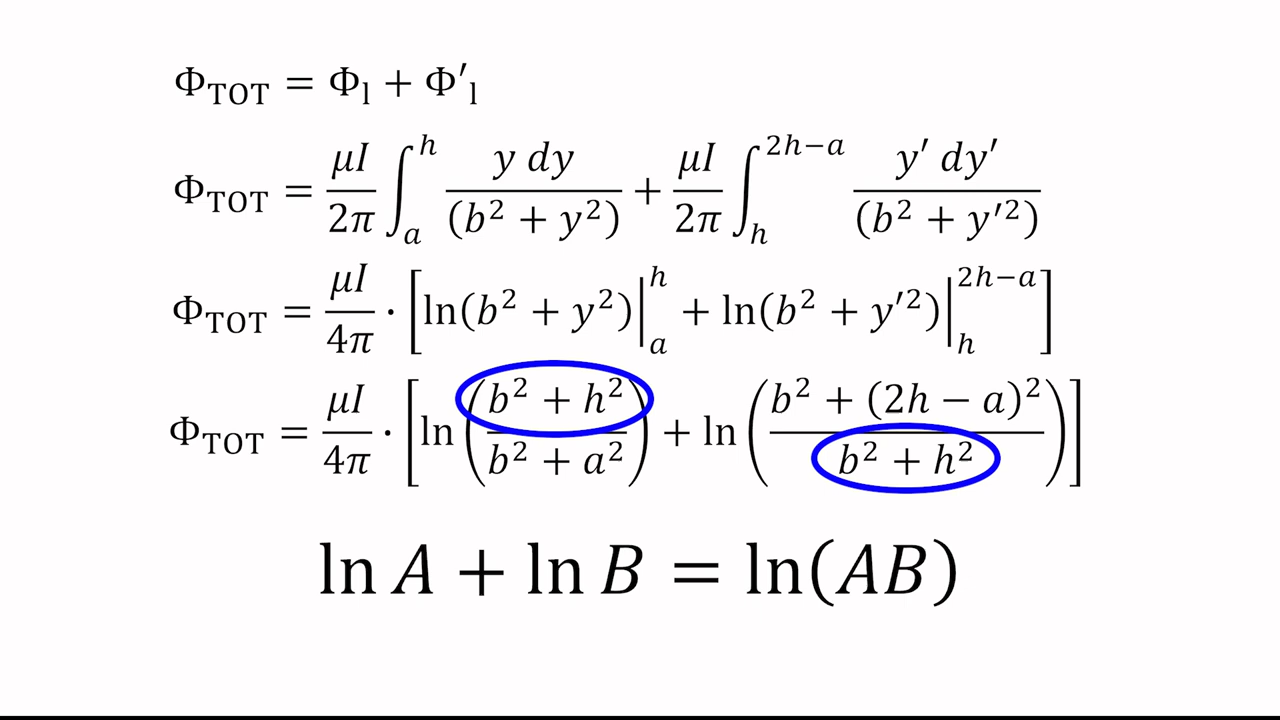 Φ_TOT = Φ_l + Φ'_l
Φ_TOT = μI/2π ∫_a^h y dy/(b² + y²) + μI/2π ∫_h^{2h−a} y′ dy′/(b² + y′²)
Φ_TOT = μI/4π · [ln(b² + y²)|_a^h + ln(b² + y′²)|_h^{2h−a}]
Φ_TOT = μI/4π · [ln((b² + h²)/(b² + a²)) + ln((b² + (2h − a)²)/(b² + h²))]
ln A + ln B = ln(AB)